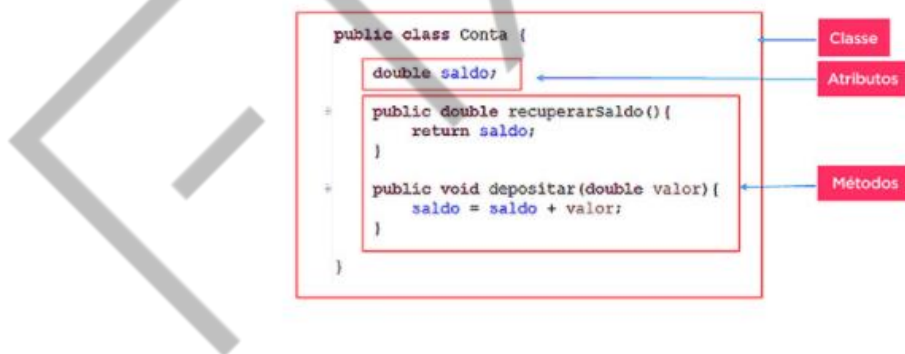 public class Conta {
Classe
double saldo;
Atributos
public double recuperarSaldo(){
return saldo;
}
public void depositar(double valor){
Métodos
saldo = saldo + valor;
}
}